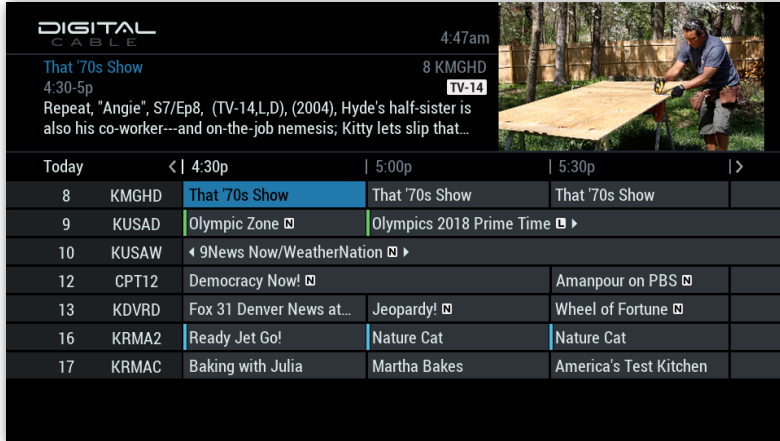 DIGITAL
CABLE
4:47am
That '70s Show 8 KMGHD
4:30-5p TV-14
Repeat, "Angie", S7/Ep8, (TV-14,L,D), (2004), Hyde's half-sister is
also his co-worker---and on-the-job nemesis; Kitty lets slip that...
Today < 4:30p 5:00p 5:30p >
8 KMGHD That '70s Show That '70s Show That '70s Show
9 KUSAD Olympic Zone N Olympics 2018 Prime Time L
10 KUSAW 9News Now/WeatherNation N
12 CPT12 Democracy Now! N Amanpour on PBS N
13 KDVRD Fox 31 Denver News at... Jeopardy! N Wheel of Fortune N
16 KRMA2 Ready Jet Go! Nature Cat Nature Cat
17 KRMAC Baking with Julia Martha Bakes America's Test Kitchen